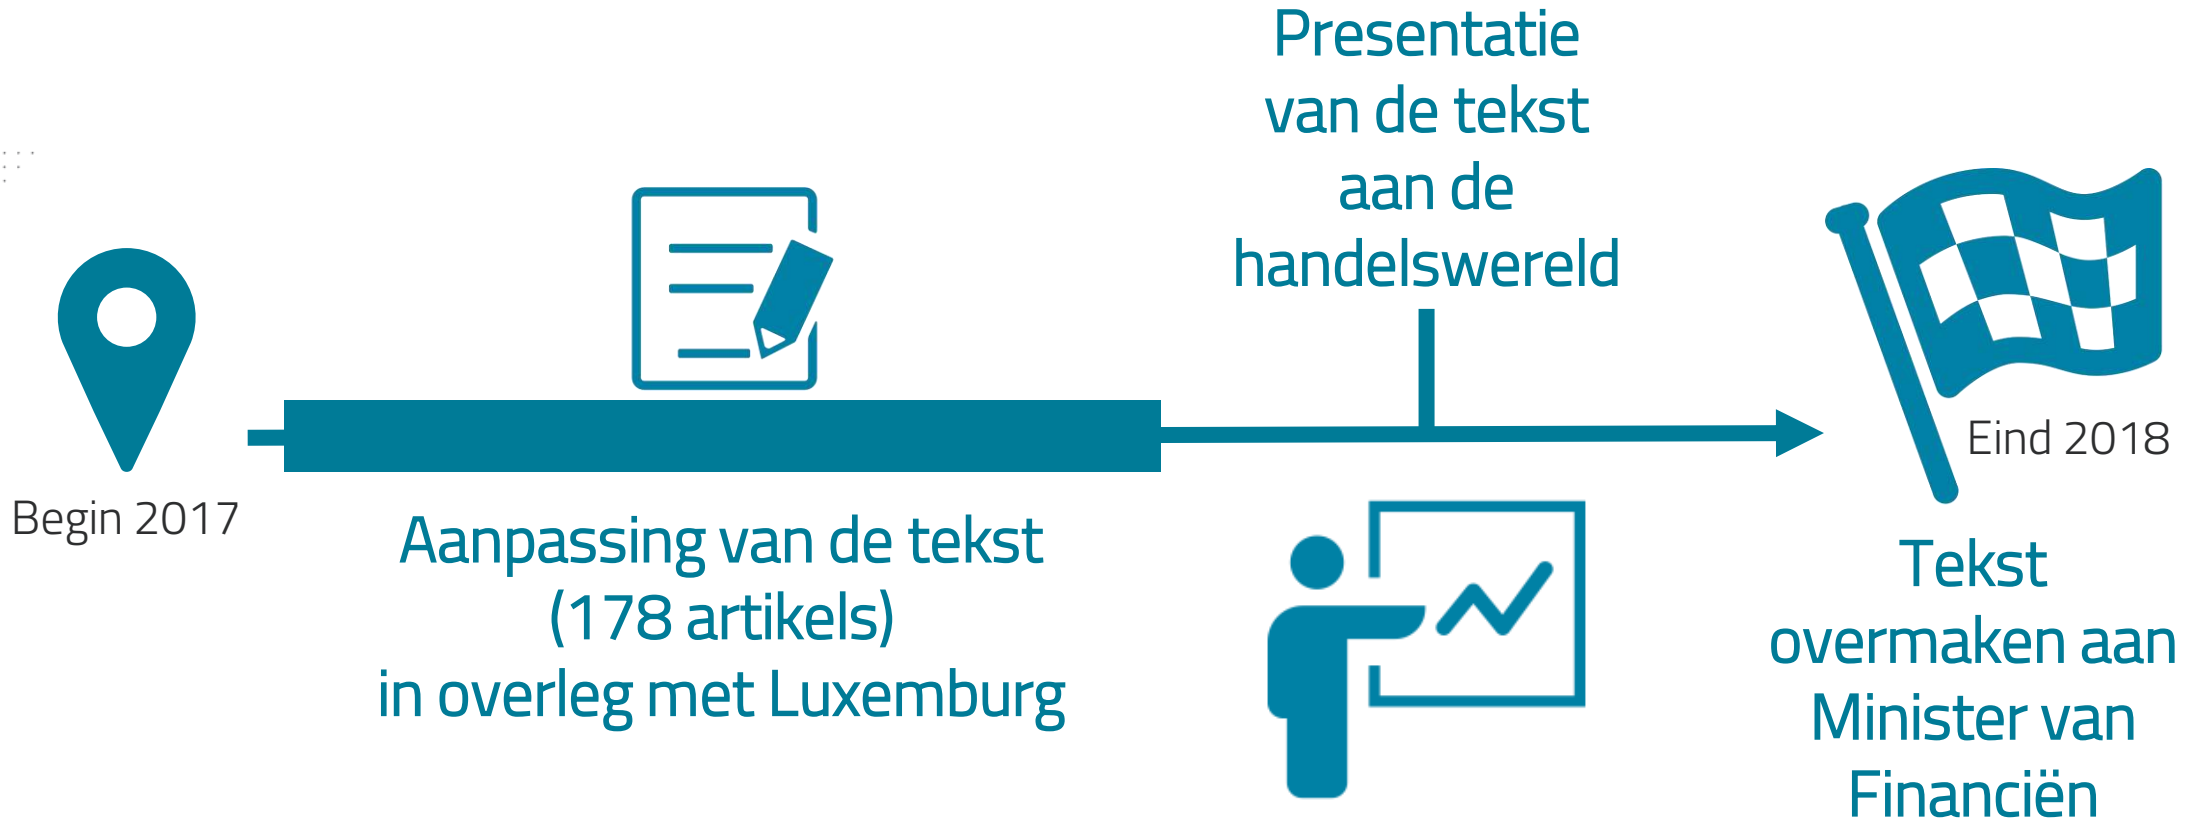 Begin 2017
Aanpassing van de tekst
(178 artikels)
in overleg met Luxemburg
Presentatie
van de tekst
aan de
handelswereld
Eind 2018
Tekst
overmaken aan
Minister van
Financiën